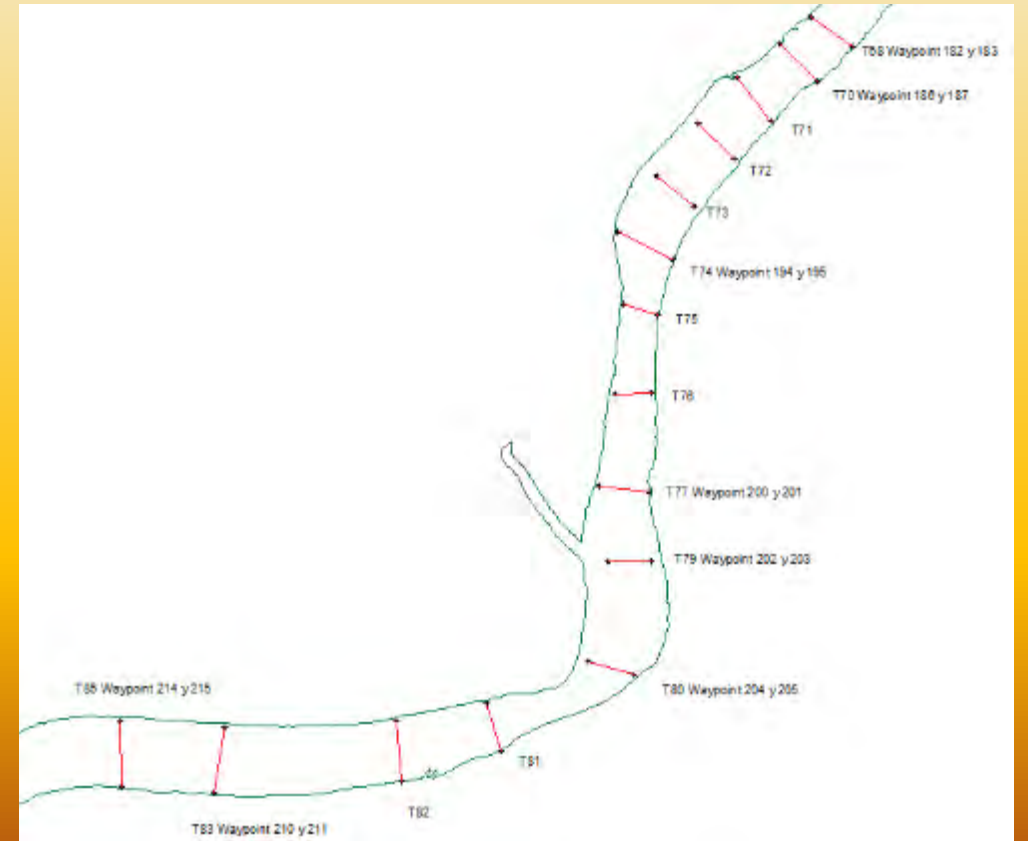 T68 Waypoint 182 y 183
T70 Waypoint 186 y 187
T71
T72
T73
T74 Waypoint 194 y 195
T75
T76
T77 Waypoint 200 y 201
T79 Waypoint 202 y 203
T80 Waypoint 204 y 205
T85 Waypoint 214 y 215
T81
T82
T83 Waypoint 210 y 211